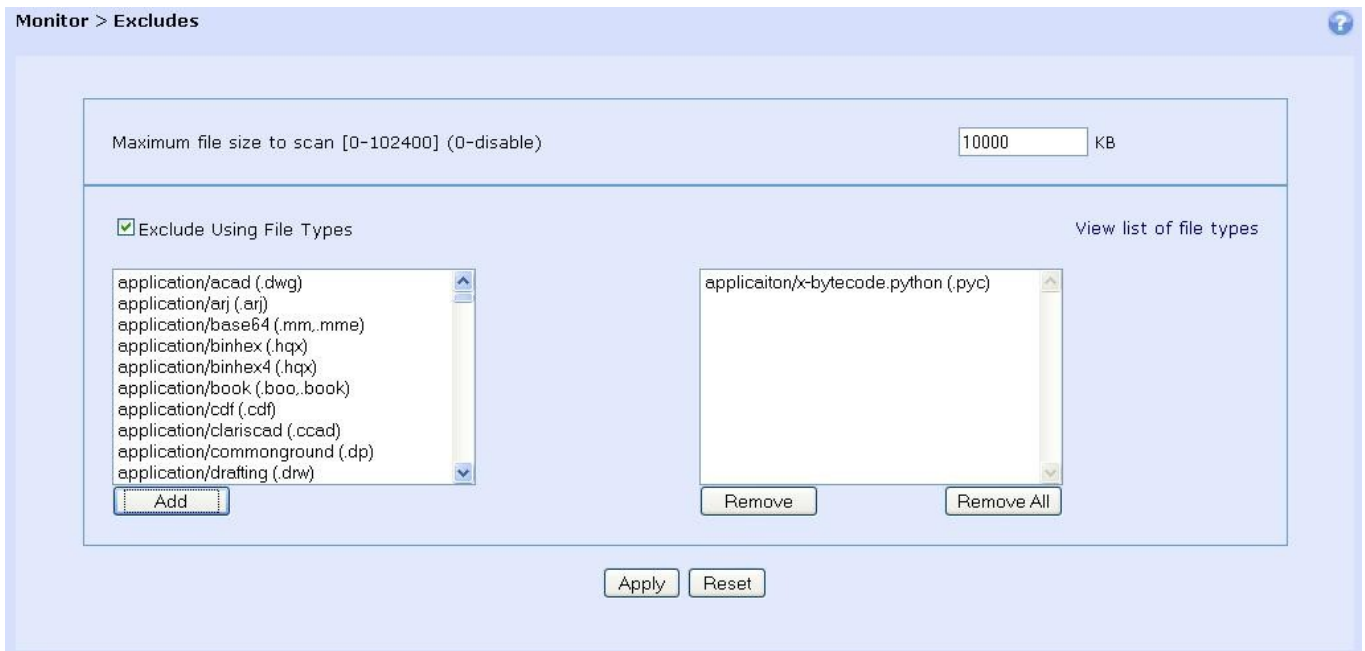 Monitor > Excludes
?
Maximum file size to scan [0-102400] (0-disable)
10000 KB
Exclude Using File Types
View list of file types
application/acad (.dwg)
application/arj (.arj)
application/base64 (.mm,.mme)
application/binhex (.hqx)
application/binhex4 (.hqx)
application/book (.boo,.book)
application/cdf (.cdf)
application/clariscad (.ccad)
application/commonground (.dp)
application/drafting (.drw)
Add
applicaiton/x-bytecode.python (.pyc)
Remove
Remove All
Apply
Reset